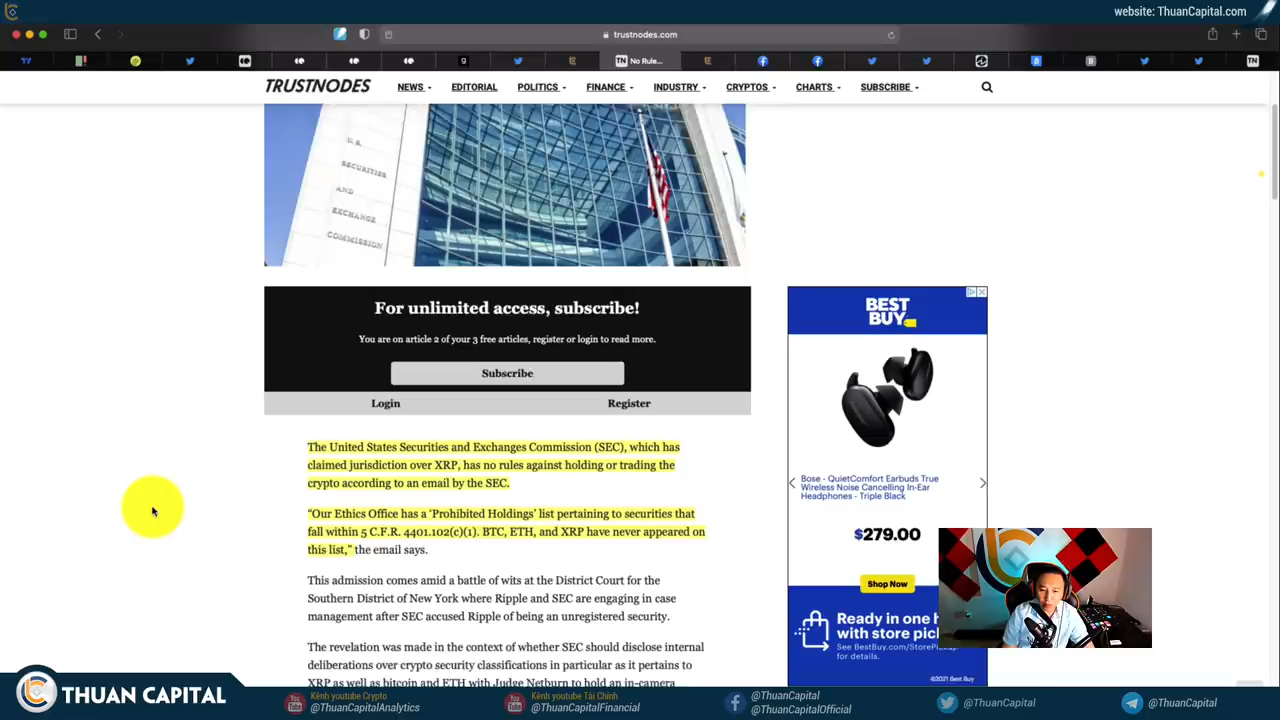 website: ThuanCapital.com
trustnodes.com
TN No Rule...
TN
TRUSTNODES
NEWS
EDITORIAL
POLITICS
FINANCE
INDUSTRY
CRYPTOS
CHARTS
SUBSCRIBE
U.S.
SECURITIES
AND
EXCHANGE
COMMISSION
For unlimited access, subscribe!
You are on article 2 of your 3 free articles, register or login to read more.
Subscribe
Login
Register
The United States Securities and Exchanges Commission (SEC), which has
claimed jurisdiction over XRP, has no rules against holding or trading the
crypto according to an email by the SEC.
“Our Ethics Office has a ‘Prohibited Holdings’ list pertaining to securities that
fall within 5 C.F.R. 4401.102(c)(1). BTC, ETH, and XRP have never appeared on
this list,” the email says.
This admission comes amid a battle of wits at the District Court for the
Southern District of New York where Ripple and SEC are engaging in case
management after SEC accused Ripple of being an unregistered security.
The revelation was made in the context of whether SEC should disclose internal
deliberations over crypto security classifications in particular as it pertains to
XRP as well as bitcoin and ETH with Judge Netburn to hold an in-camera
BEST
BUY
Bose - QuietComfort Earbuds True
Wireless Noise Cancelling In-Ear
Headphones - Triple Black
$279.00
Shop Now
Ready in one h
with store pic
See BestBuy.com/StorePickup
for details.
©2021 Best Buy
THUAN CAPITAL
Kênh youtube Crypto
@ThuanCapitalAnalytics
Kênh youtube Tài Chính
@ThuanCapitalFinancial
@ThuanCapital
@ThuanCapitalOfficial
@ThuanCapital
@ThuanCapital